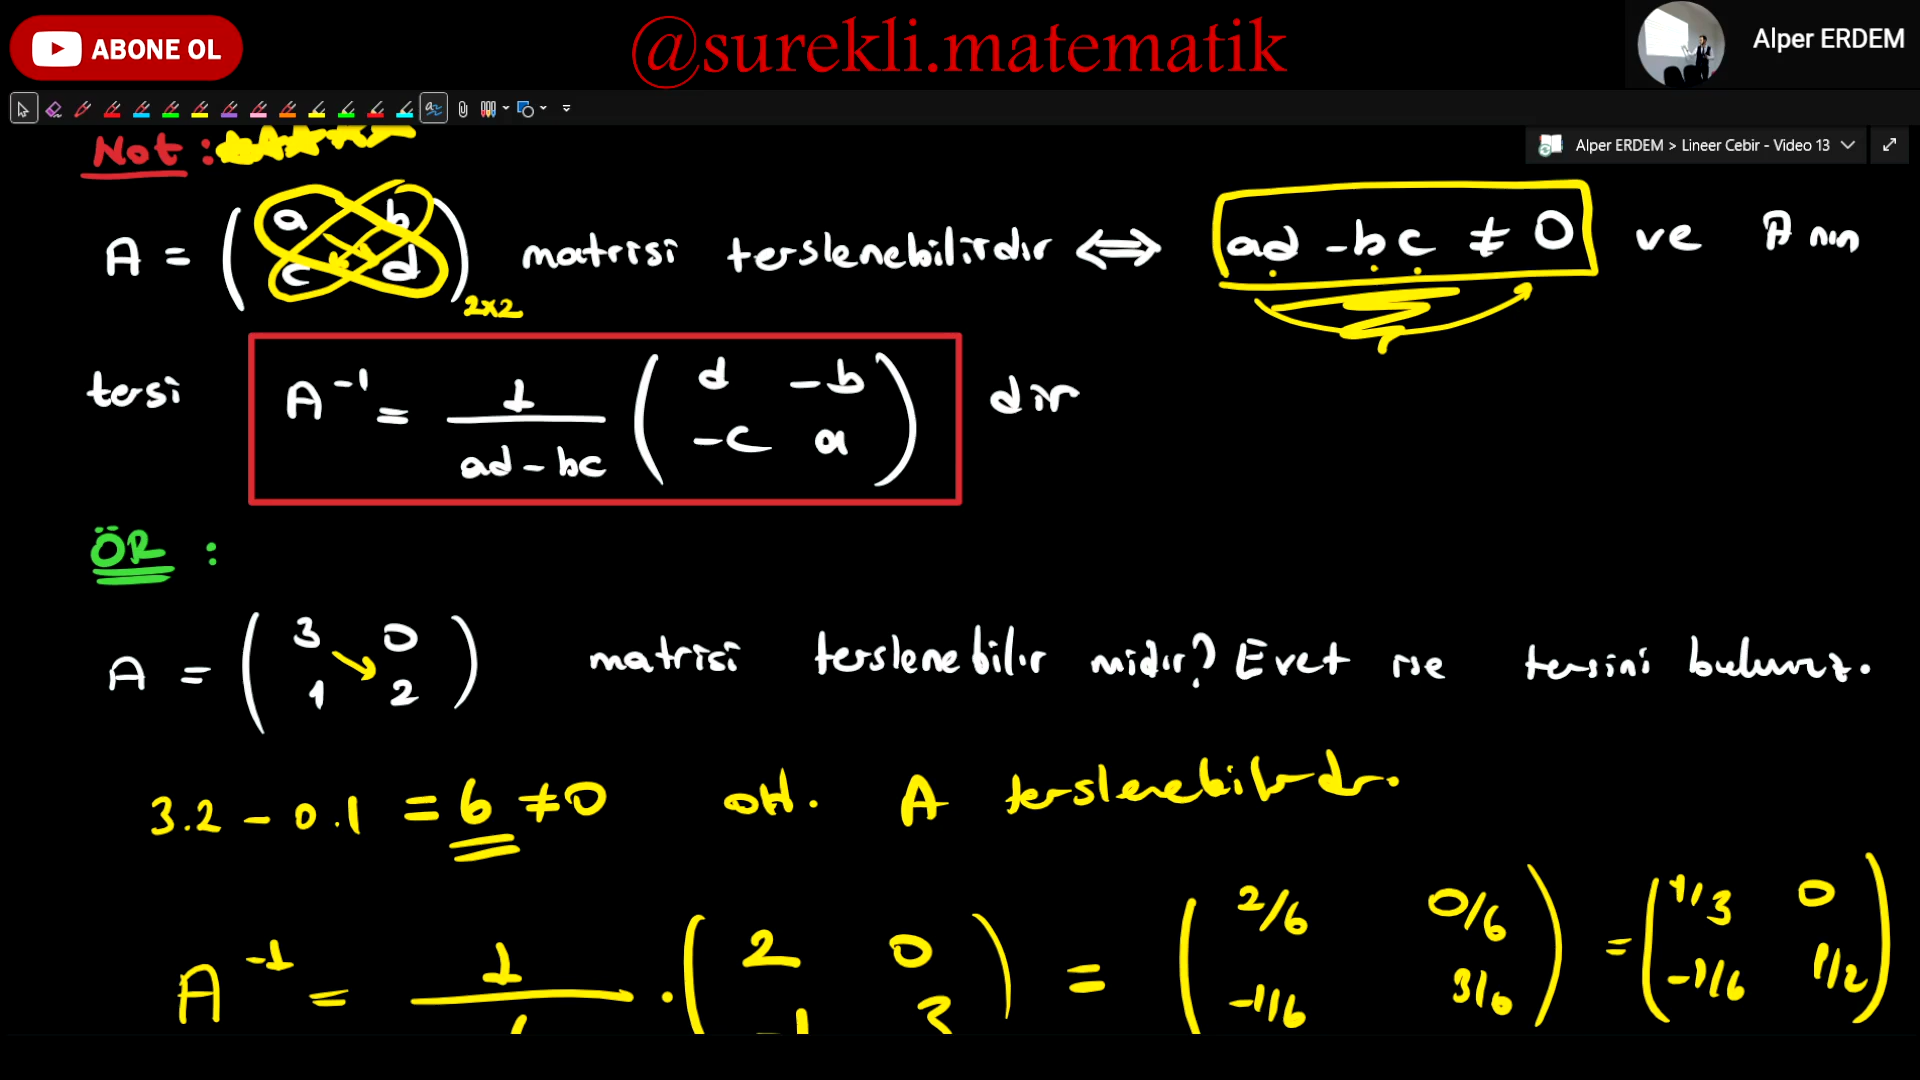 ABONE OL
@surekli.matematik
Alper ERDEM
Alper ERDEM > Lineer Cebir - Video 13
Not :
A = ( a b c d )2x2 matrisi terslenebilirdir ⟺ ad - bc ≠ 0 ve A nın
tersi A^-1 = 1/(ad - bc) ( d -b -c a ) dir
ÖR :
A = ( 3 0 1 2 ) matrisi terslenebilir midir? Evet ise tersini bulunuz.
3.2 - 0.1 = 6 ≠ 0 old. A terslenebilirdir.
A^-1 = 1 . ( 2 0 -1 3 ) = ( 2/6 0/6 -1/6 3/6 ) = ( 1/3 0 -1/6 1/2 )